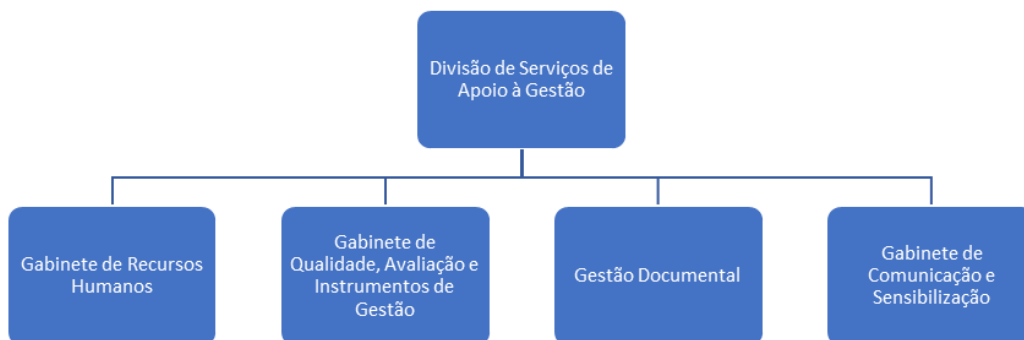 Divisão de Serviços de
Apoio à Gestão
Gabinete de Recursos
Humanos
Gabinete de
Qualidade, Avaliação e
Instrumentos de
Gestão
Gestão Documental
Gabinete de
Comunicação e
Sensibilização